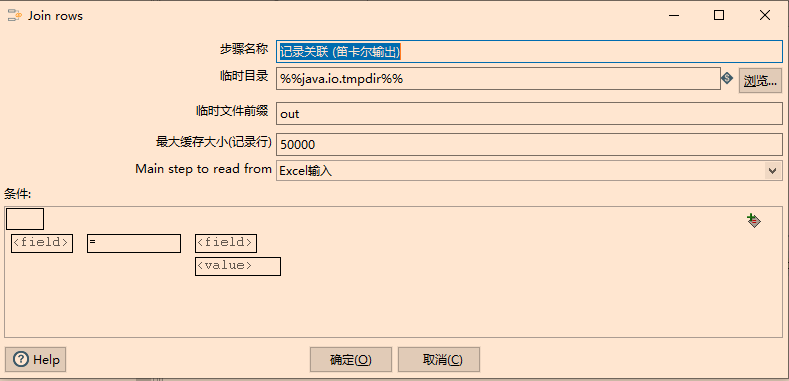 Join rows
步骤名称 记录关联 (笛卡尔输出)
临时目录 %%java.io.tmpdir%% 浏览...
临时文件前缀 out
最大缓存大小(记录行) 50000
Main step to read from Excel输入
条件:
<field> = <field>
<value>
Help 确定(O) 取消(C)